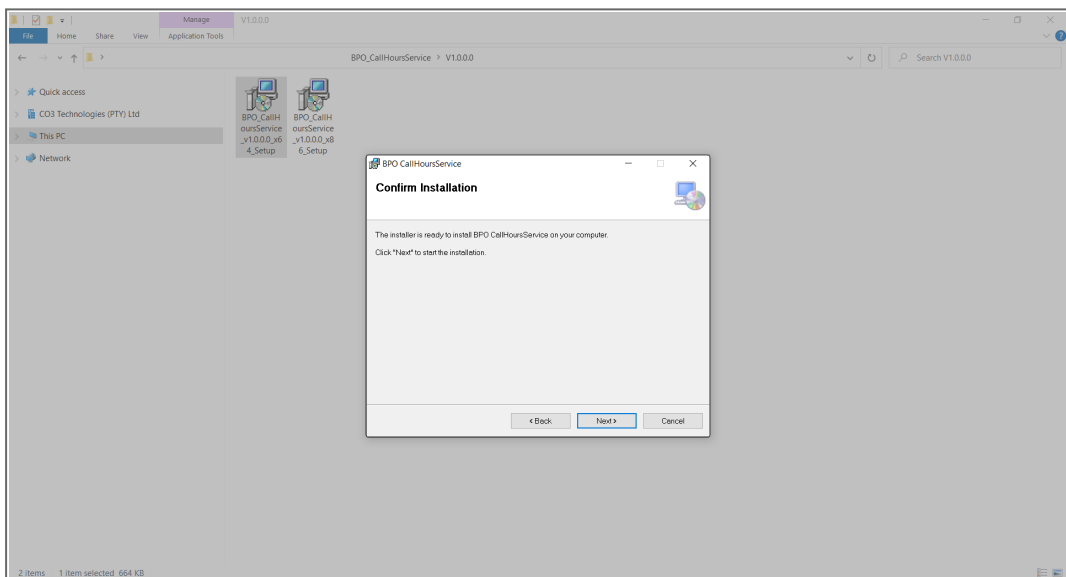 Manage
V1.0.0.0
File
Home
Share
View
Application Tools
BPO_CallHoursService
V1.0.0.0
Search V1.0.0.0
Quick access
CO3 Technologies (PTY) Ltd
This PC
Network
BPO_CallH
oursService
_v1.0.0.0_x6
4_Setup
BPO_CallH
oursService
_v1.0.0.0_x8
6_Setup
BPO CallHoursService
Confirm Installation
The installer is ready to install BPO CallHoursService on your computer.
Click "Next" to start the installation.
< Back
Next >
Cancel
2 items
1 item selected 664 KB